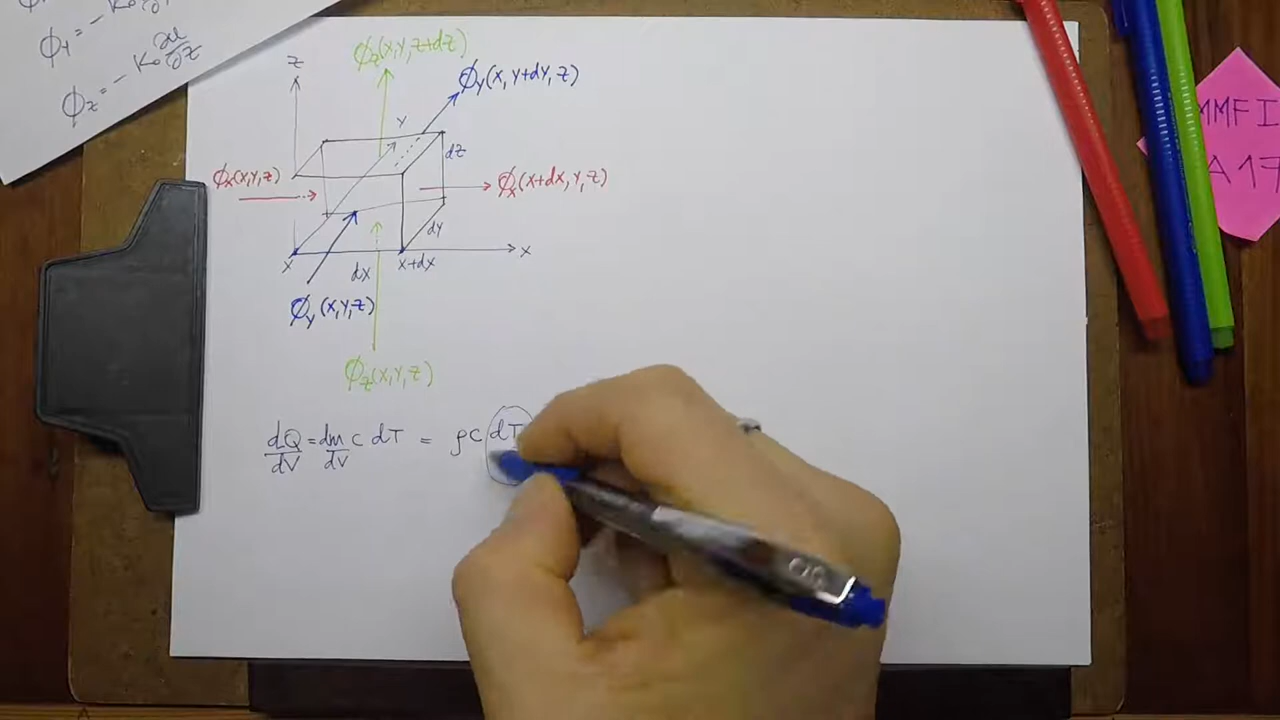 ϕy = - K₀
ϕz = - K₀ ∂u/∂z
z
ϕz(x,y,z+dz)
ϕy(x,y+dy,z)
y
dz
ϕx(x,y,z)
ϕx(x+dx,y,z)
dy
x
dx
x+dx
x
ϕy(x,y,z)
ϕz(x,y,z)
dQ/dV = dm/dV c dT = ρc dT
MMF I
A17